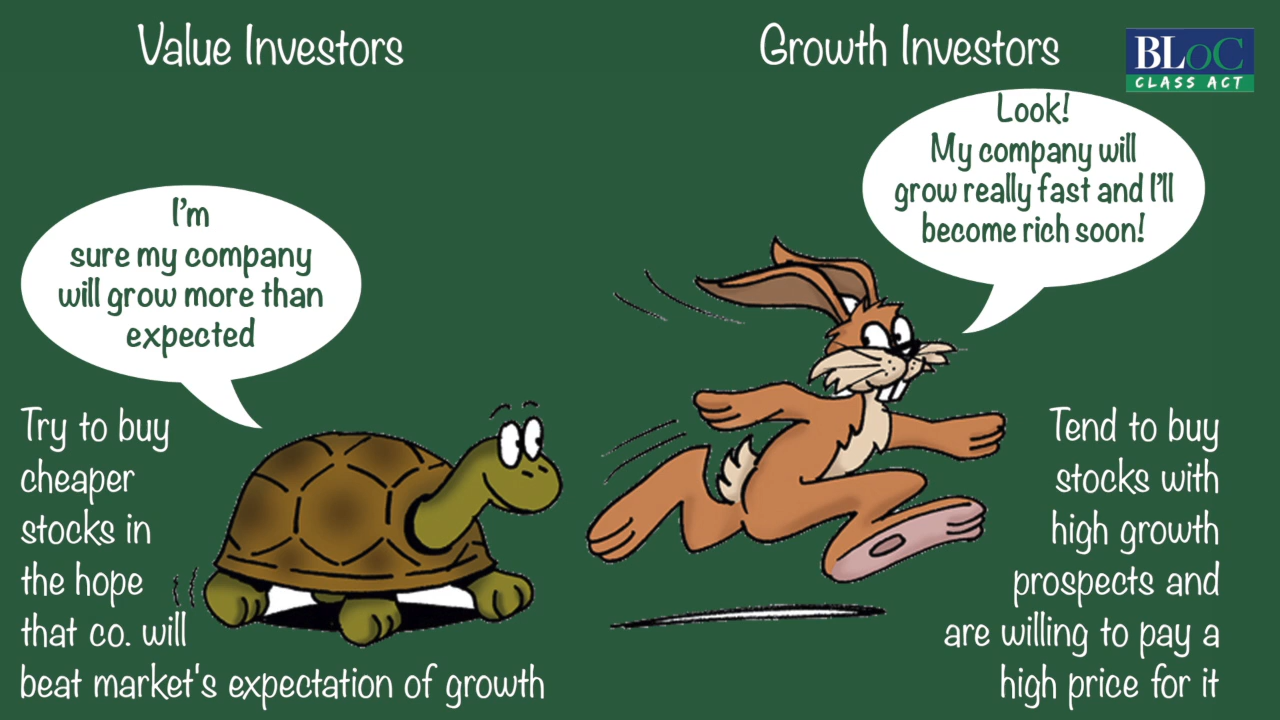 Value Investors
Growth Investors
BLoC
CLASS ACT
Look!
My company will
grow really fast and I'll
become rich soon!
I'm
sure my company
will grow more than
expected
Try to buy
cheaper
stocks in
the hope
that co. will
beat market's expectation of growth
Tend to buy
stocks with
high growth
prospects and
are willing to pay a
high price for it